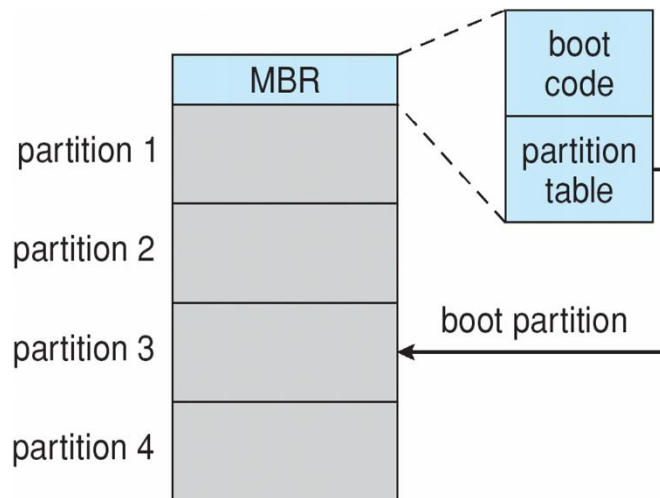 MBR
boot
code
partition
table
partition 1
partition 2
boot partition
partition 3
partition 4